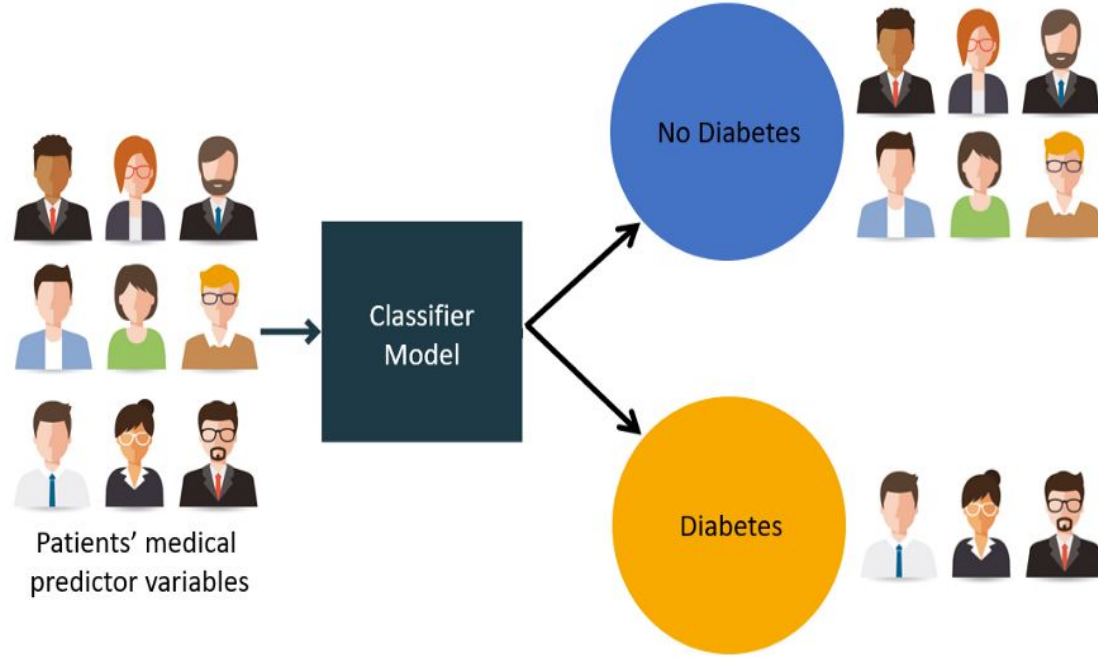 No Diabetes
Classifier
Model
Patients’ medical
predictor variables
Diabetes